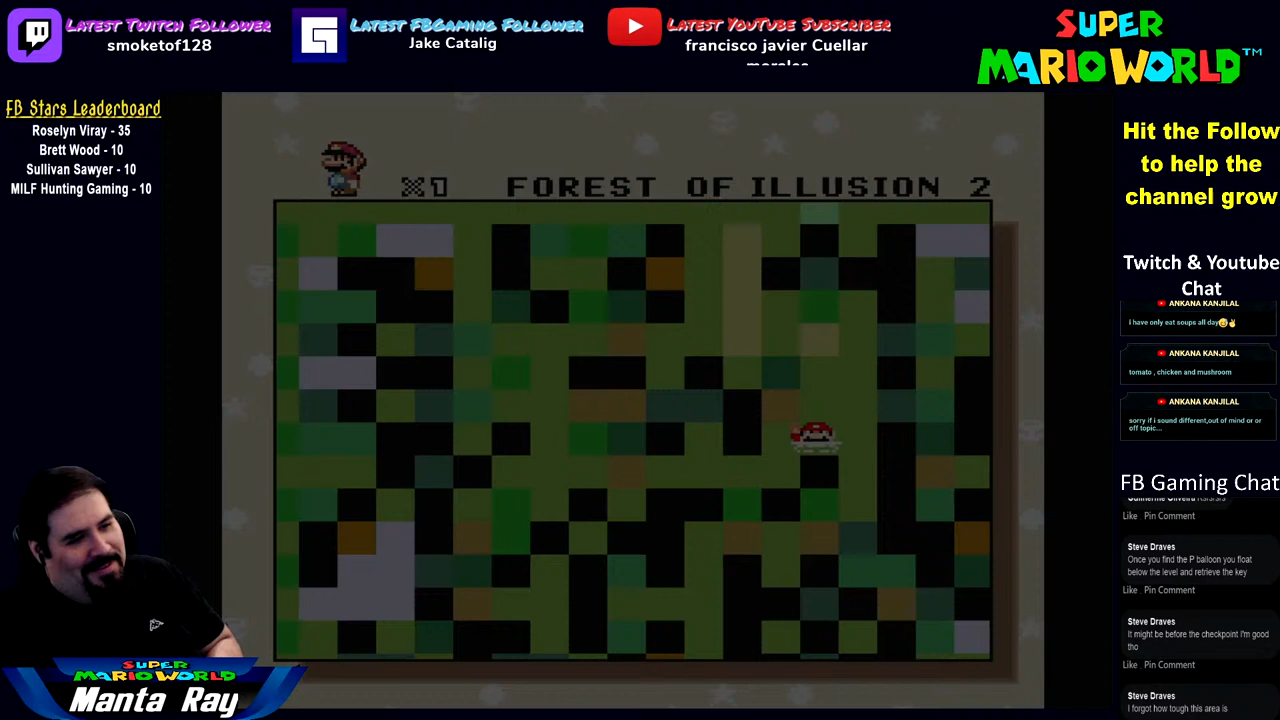 Latest Twitch Follower
smoketof128
Latest FBGaming Follower
Jake Catalig
Latest YouTube Subscriber
francisco javier Cuellar
morales
SUPER
MARIO WORLD™
FB Stars Leaderboard
Roselyn Viray - 35
Brett Wood - 10
Sullivan Sawyer - 10
MILF Hunting Gaming - 10
x1 FOREST OF ILLUSION 2
Hit the Follow
to help the
channel grow
Twitch & Youtube
Chat
ANKANA KANJILAL
i have only eat soups all day
ANKANA KANJILAL
tomato , chicken and mushroom
ANKANA KANJILAL
sorry if i sound different,out of mind or or
off topic...
FB Gaming Chat
Like Pin Comment
Steve Draves
Once you find the P balloon you float
below the level and retrieve the key
Like Pin Comment
Steve Draves
It might be before the checkpoint I'm good
tho
Like Pin Comment
Steve Draves
I forgot how tough this area is
SUPER
MARIO WORLD
Manta Ray